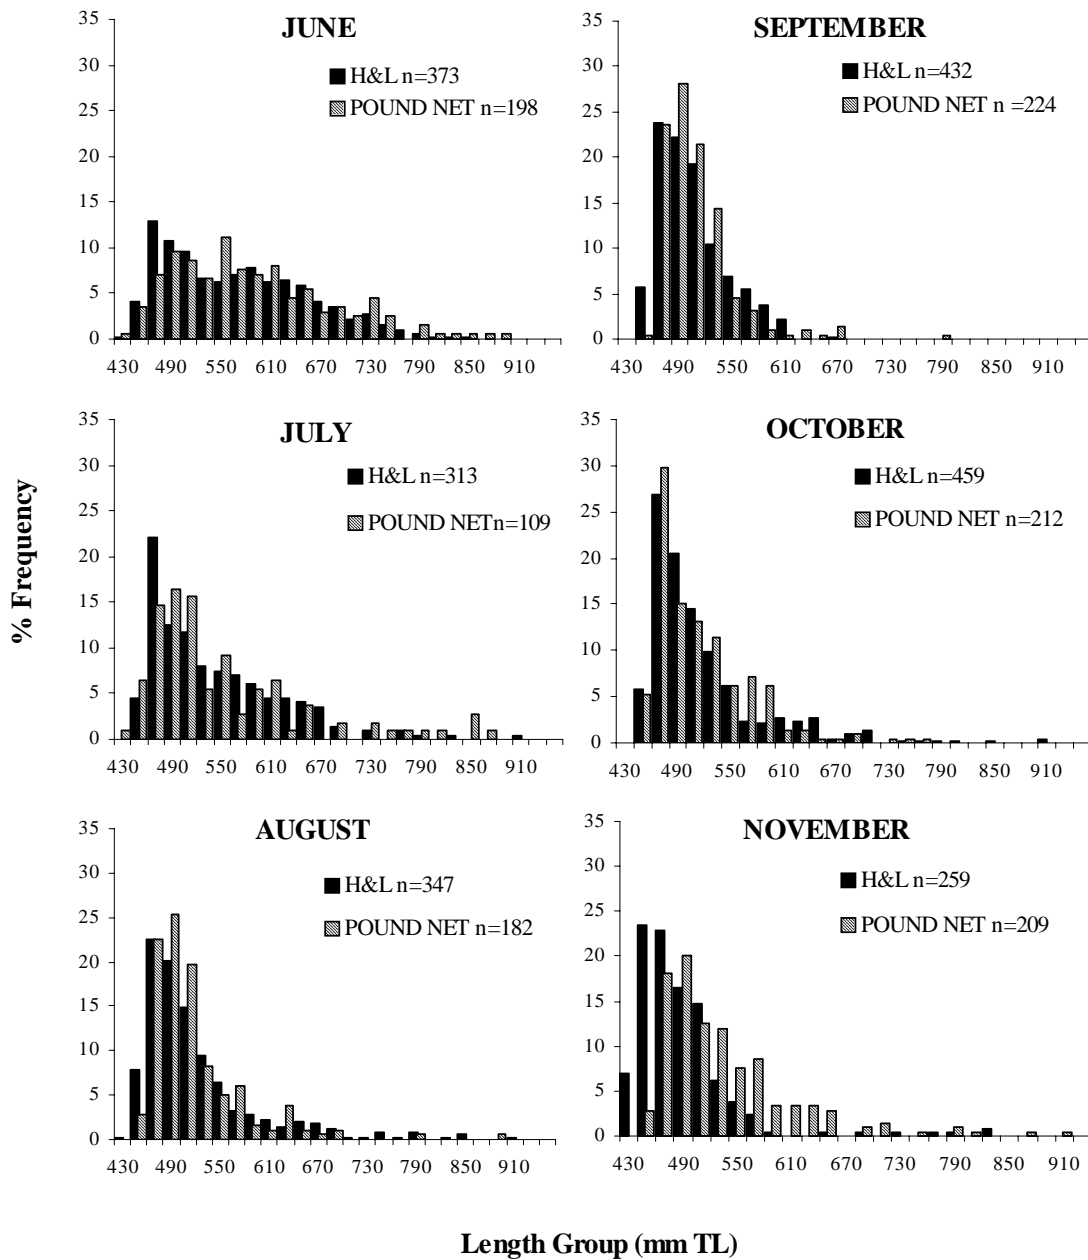 JUNE
H&L n=373
POUND NET n=198
35
30
25
20
15
10
5
0
430 490 550 610 670 730 790 850 910
SEPTEMBER
H&L n=432
POUND NET n =224
35
30
25
20
15
10
5
0
430 490 550 610 670 730 790 850 910
% Frequency
JULY
H&L n=313
POUND NETn=109
35
30
25
20
15
10
5
0
430 490 550 610 670 730 790 850 910
OCTOBER
H&L n=459
POUND NET n=212
35
30
25
20
15
10
5
0
430 490 550 610 670 730 790 850 910
AUGUST
H&L n=347
POUND NET n=182
35
30
25
20
15
10
5
0
430 490 550 610 670 730 790 850 910
NOVEMBER
H&L n=259
POUND NET n=209
35
30
25
20
15
10
5
0
430 490 550 610 670 730 790 850 910
Length Group (mm TL)